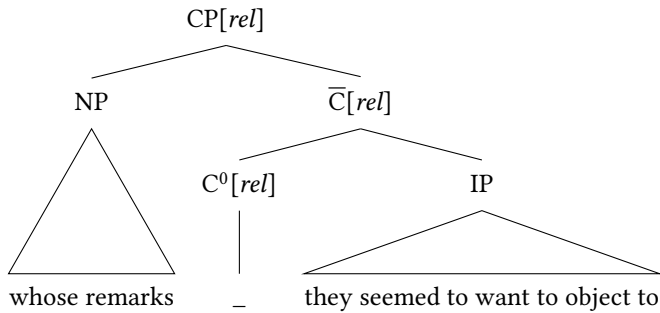 CP[rel]
NP C̅[rel]
C⁰[rel] IP
whose remarks _ they seemed to want to object to